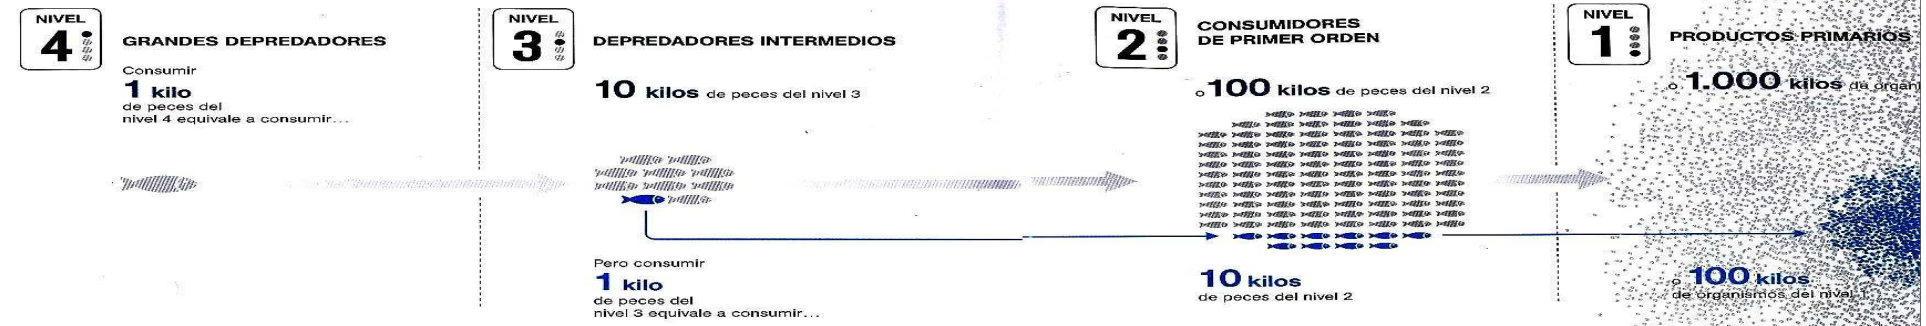 NIVEL
4
GRANDES DEPREDADORES
Consumir
1 kilo
de peces del
nivel 4 equivale a consumir...
NIVEL
3
DEPREDADORES INTERMEDIOS
10 kilos de peces del nivel 3
Pero consumir
1 kilo
de peces del
nivel 3 equivale a consumir...
NIVEL
2
CONSUMIDORES
DE PRIMER ORDEN
o 100 kilos de peces del nivel 2
10 kilos
de peces del nivel 2
NIVEL
1
PRODUCTOS PRIMARIOS
o 1.000 kilos de organi
o 100 kilos
de organismos del nivel 1